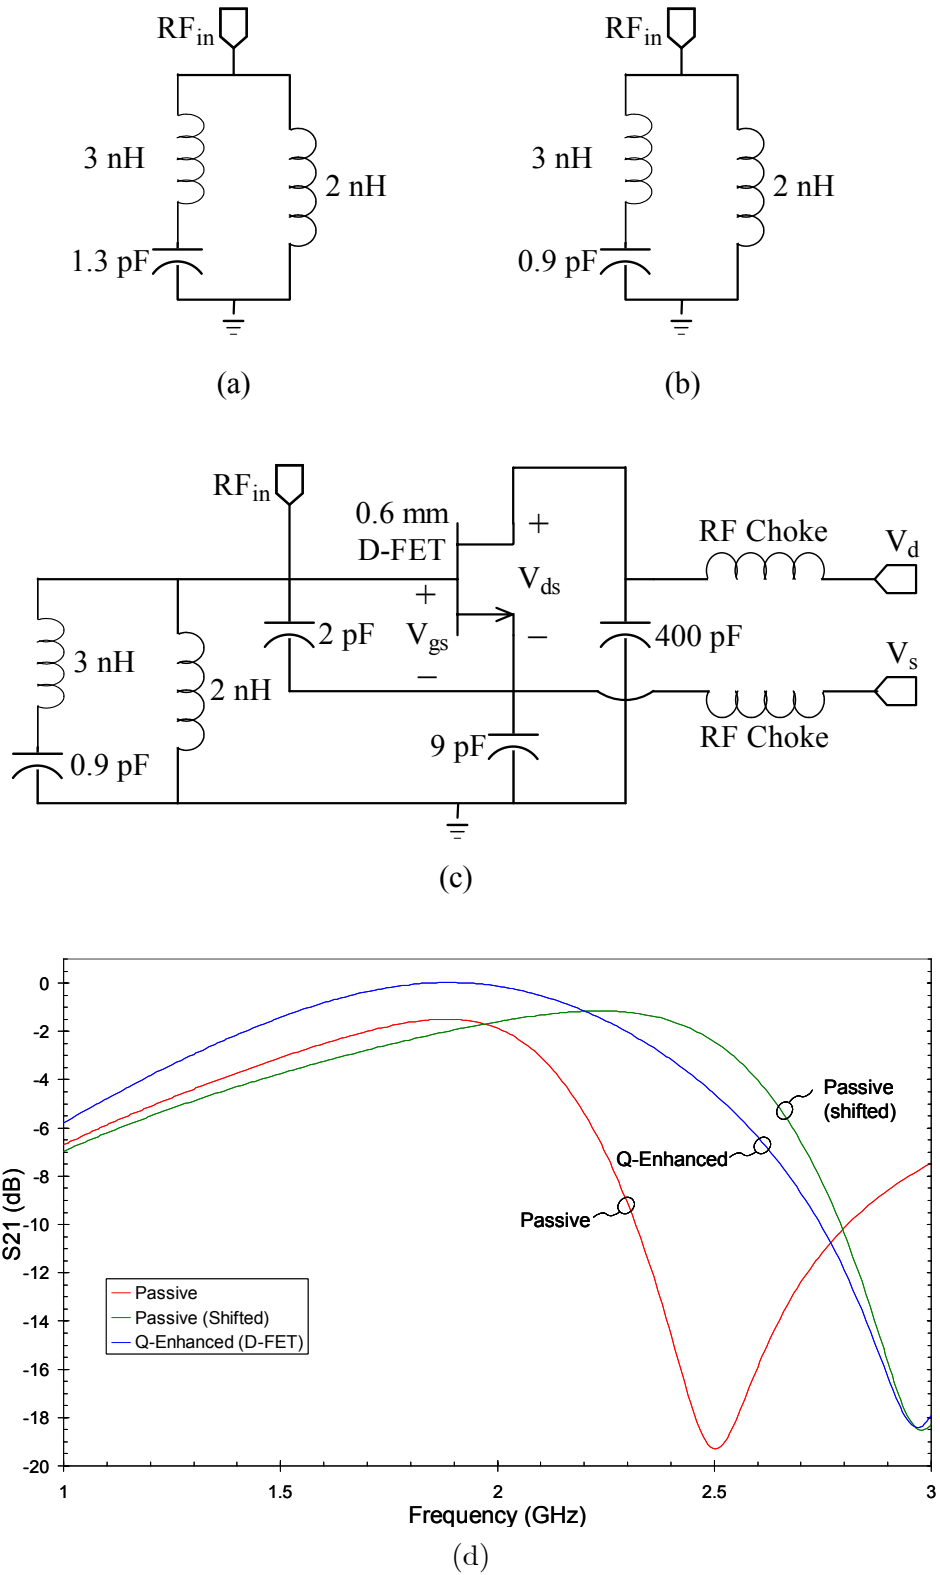 RFin
RFin
3 nH
2 nH
1.3 pF
3 nH
2 nH
0.9 pF
(a)
(b)
RFin
0.6 mm
D-FET
+
Vds
−
+
Vgs
−
RF Choke
Vd
2 pF
400 pF
Vs
3 nH
2 nH
RF Choke
0.9 pF
9 pF
(c)
S21 (dB)
0
-2
-4
-6
-8
-10
-12
-14
-16
-18
-20
Passive
(shifted)
Q-Enhanced
Passive
Passive
Passive (Shifted)
Q-Enhanced (D-FET)
1
1.5
2
2.5
3
Frequency (GHz)
(d)